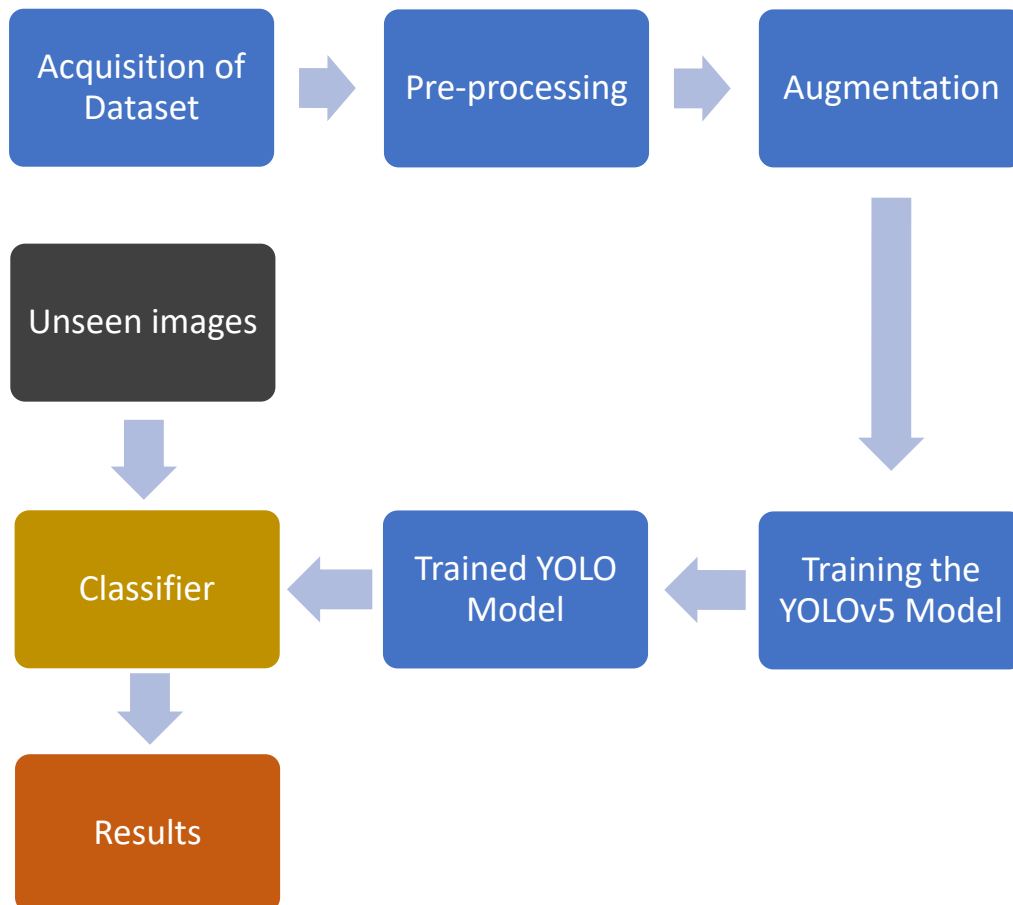 Acquisition of
Dataset
Pre-processing
Augmentation
Unseen images
Classifier
Trained YOLO
Model
Training the
YOLOv5 Model
Results